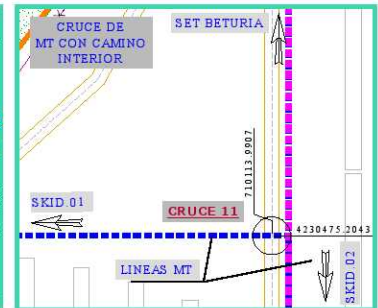 CRUCE DE
MT CON CAMINO
INTERIOR
SET BETURIA
710113.9907
SKID.01
CRUCE 11
4230475.2043
LINEAS MT
SKID.02